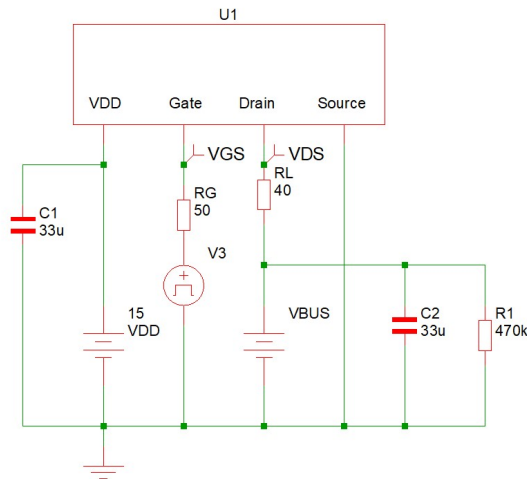 U1
VDD Gate Drain Source
VGS VDS
RL
40
RG
50
C1
33u
V3
15
VDD
VBUS
C2
33u
R1
470k
+